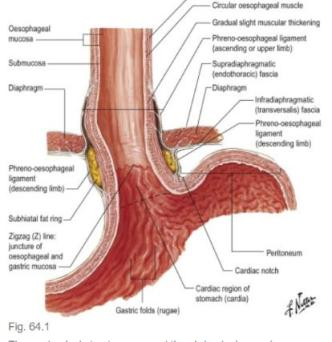 Circular oesophageal muscle
Gradual slight muscular thickening
Oesophageal
mucosa
Phreno-oesophageal ligament
(ascending or upper limb)
Submucosa
Supradiaphragmatic
(endothoracic) fascia
Diaphragm
Diaphragm
Infradiaphragmatic
(transversalis) fascia
Phreno-oesophageal
ligament
(descending limb)
Phreno-oesophageal
ligament
(descending limb)
Subhiatal fat ring
Zigzag (Z) line:
juncture of
oesophageal and
gastric mucosa
Peritoneum
Cardiac notch
Cardiac region of
stomach (cardia)
Gastric folds (rugae)
Fig. 64.1